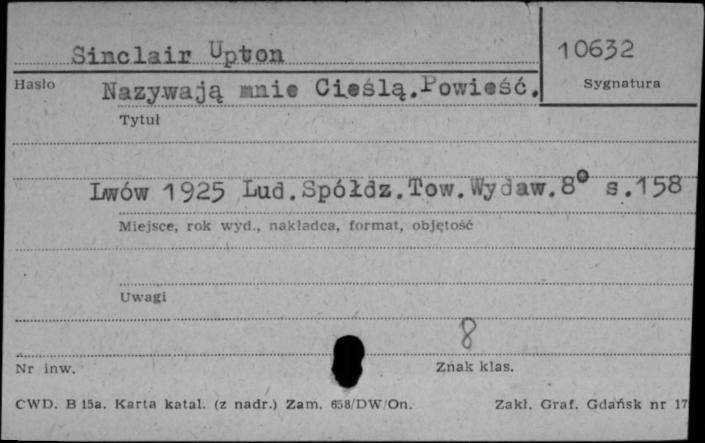 Sinclair Upton
10632
Hasło
Nazywają mnie Cieślą.Powieść.
Sygnatura
Tytuł
Lwów 1925 Lud.Spółdz.Tow.Wydaw.8° s.158
Miejsce, rok wyd., nakładca, format, objętość
Uwagi
8
Nr inw.
Znak klas.
CWD. B 15a. Karta katal. (z nadr.) Zam. 658/DW/On.
Zakł. Graf. Gdańsk nr 17